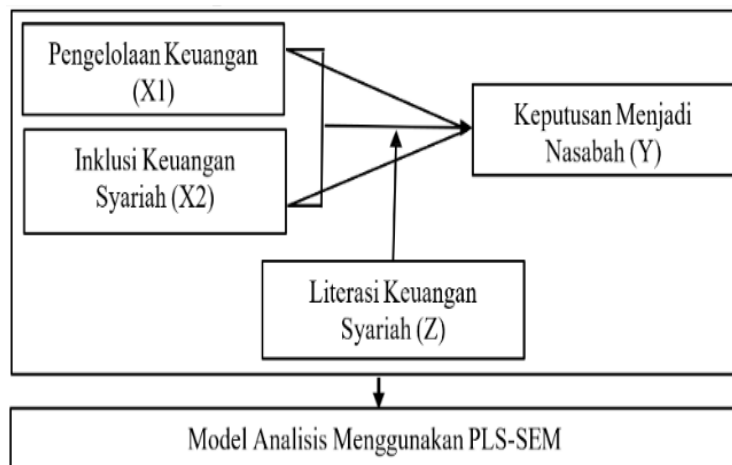 Pengelolaan Keuangan
(X1)
Inklusi Keuangan
Syariah (X2)
Keputusan Menjadi
Nasabah (Y)
Literasi Keuangan
Syariah (Z)
Model Analisis Menggunakan PLS-SEM